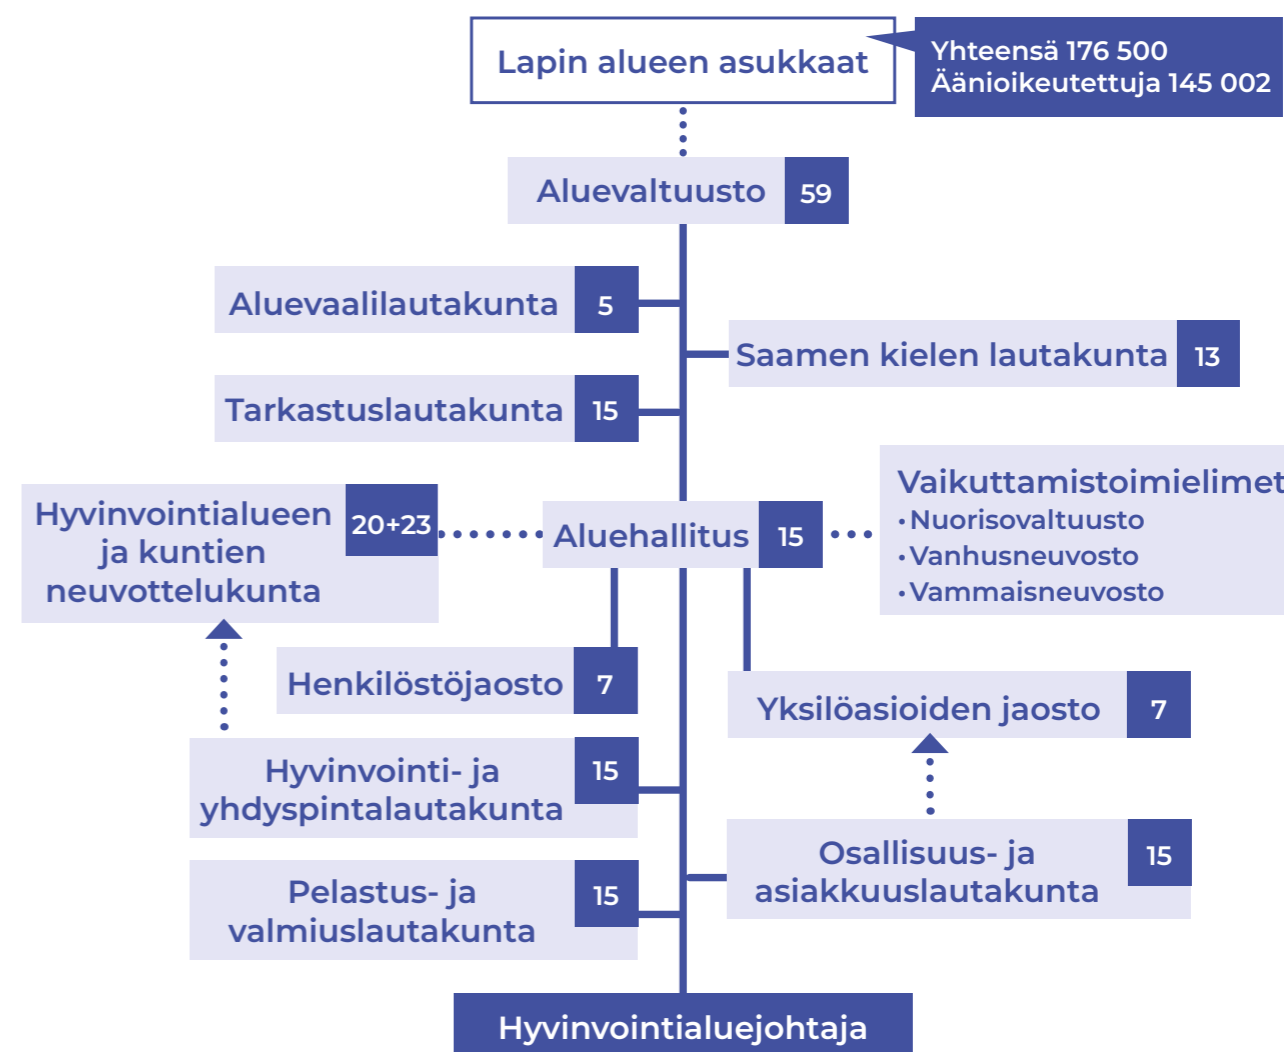 Lapin alueen asukkaat
Yhteensä 176 500
Äänioikeutettuja 145 002
Aluevaltuusto 59
Aluevaalilautakunta 5
Saamen kielen lautakunta 13
Tarkastuslautakunta 15
Hyvinvointialueen
ja kuntien
neuvottelukunta
20+23
Aluehallitus 15
Vaikuttamistoimielimet
• Nuorisovaltuusto
• Vanhusneuvosto
• Vammaisneuvosto
Henkilöstöjaosto 7
Yksilöasioiden jaosto 7
Hyvinvointi- ja
yhdyspintalautakunta
15
Osallisuus- ja
asiakkuuslautakunta
15
Pelastus- ja
valmiuslautakunta
15
Hyvinvointialuejohtaja